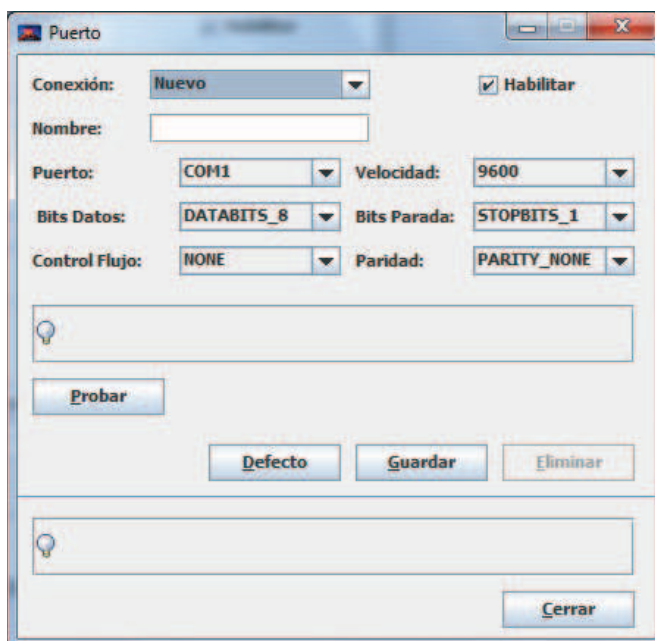 Puerto
Conexión: Nuevo Habilitar
Nombre:
Puerto: COM1 Velocidad: 9600
Bits Datos: DATABITS_8 Bits Parada: STOPBITS_1
Control Flujo: NONE Paridad: PARITY_NONE
Probar
Defecto Guardar Eliminar
Cerrar